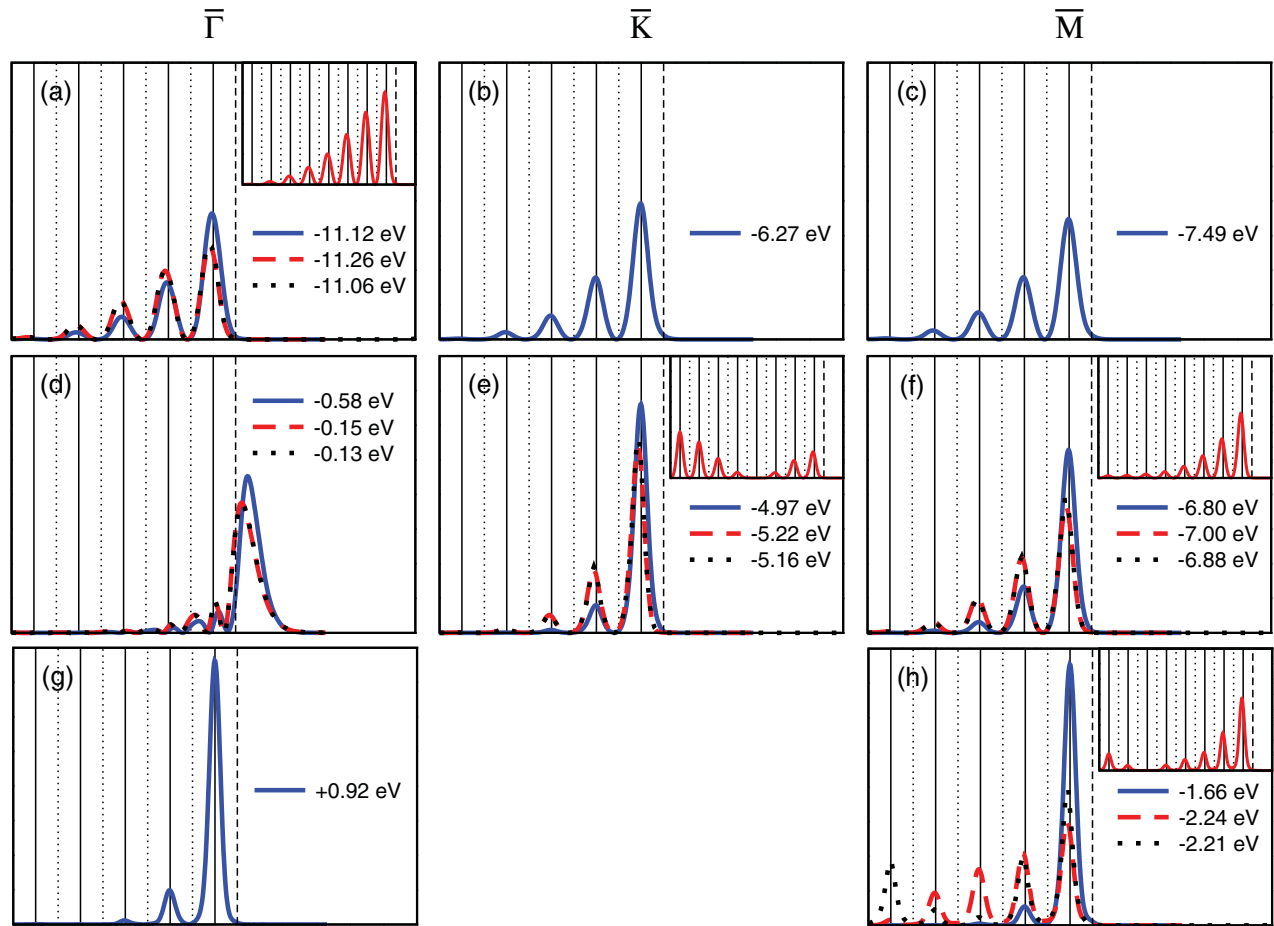 Γ̅ K̅ M̅
(a)
-11.12 eV
-11.26 eV
-11.06 eV
(b)
-6.27 eV
(c)
-7.49 eV
(d)
-0.58 eV
-0.15 eV
-0.13 eV
(e)
-4.97 eV
-5.22 eV
-5.16 eV
(f)
-6.80 eV
-7.00 eV
-6.88 eV
(g)
+0.92 eV
(h)
-1.66 eV
-2.24 eV
-2.21 eV